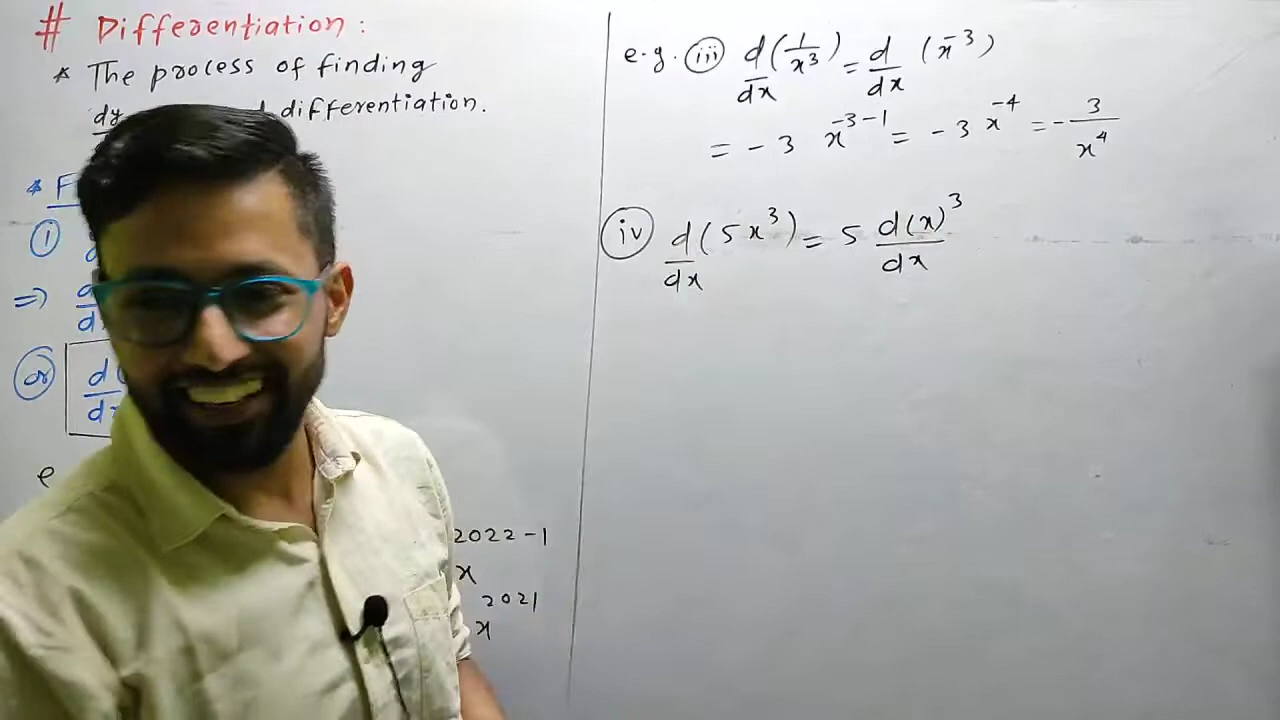 # Differentiation:
* The process of finding
dy differentiation.
* F
(i)
=> d
or d(
e
2022-1
x
2021
x
e.g. (iii) d/dx (1/x³) = d/dx (x⁻³)
= -3 x⁻³⁻¹ = -3 x⁻⁴ = -3/x⁴
(iv) d/dx (5x³) = 5 d(x)³/dx